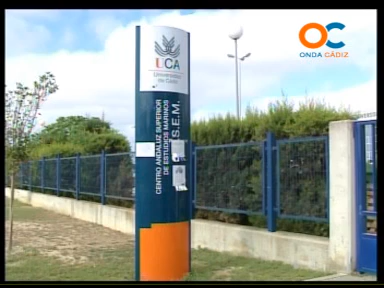 OC
ONDA CÁDIZ
UCA
Universidad
de Cádiz
CENTRO ANDALUZ SUPERIOR
DE ESTUDIOS MARINOS
S.E.M.